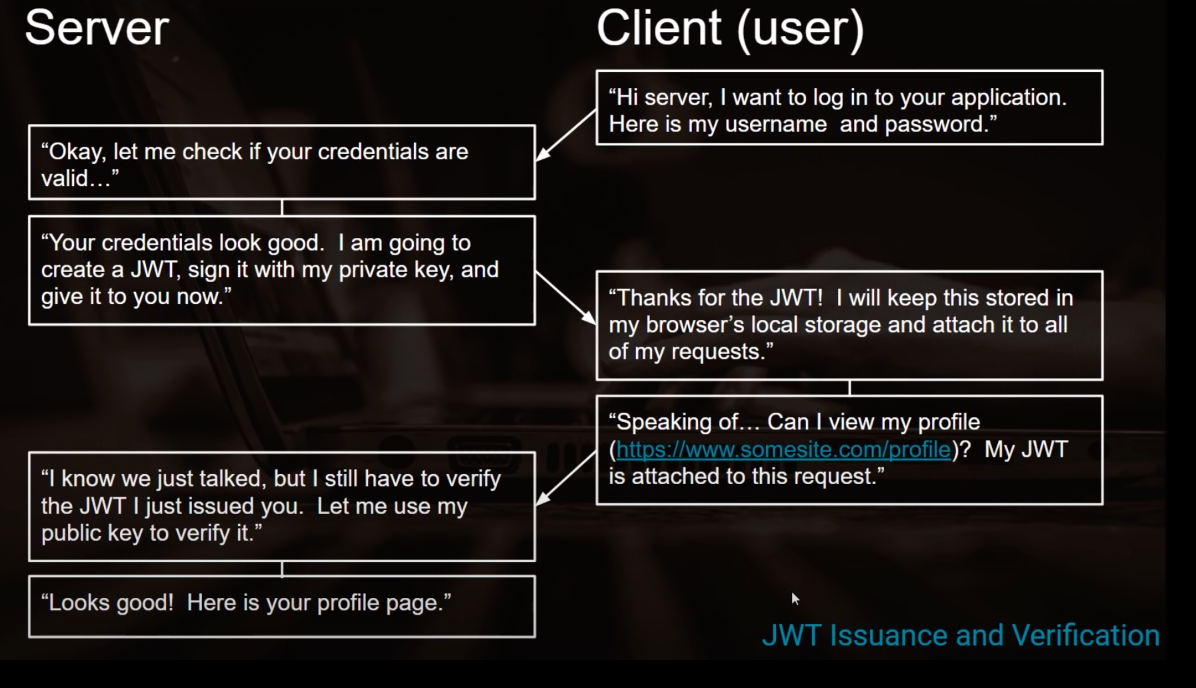 Server
Client (user)
“Hi server, I want to log in to your application.
Here is my username  and password.”
“Okay, let me check if your credentials are
valid…”
“Your credentials look good.  I am going to
create a JWT, sign it with my private key, and
give it to you now.”
“Thanks for the JWT!  I will keep this stored in
my browser’s local storage and attach it to all
of my requests.”
“Speaking of… Can I view my profile
(https://www.somesite.com/profile)?  My JWT
is attached to this request.”
“I know we just talked, but I still have to verify
the JWT I just issued you.  Let me use my
public key to verify it.”
“Looks good!  Here is your profile page.”
JWT Issuance and Verification